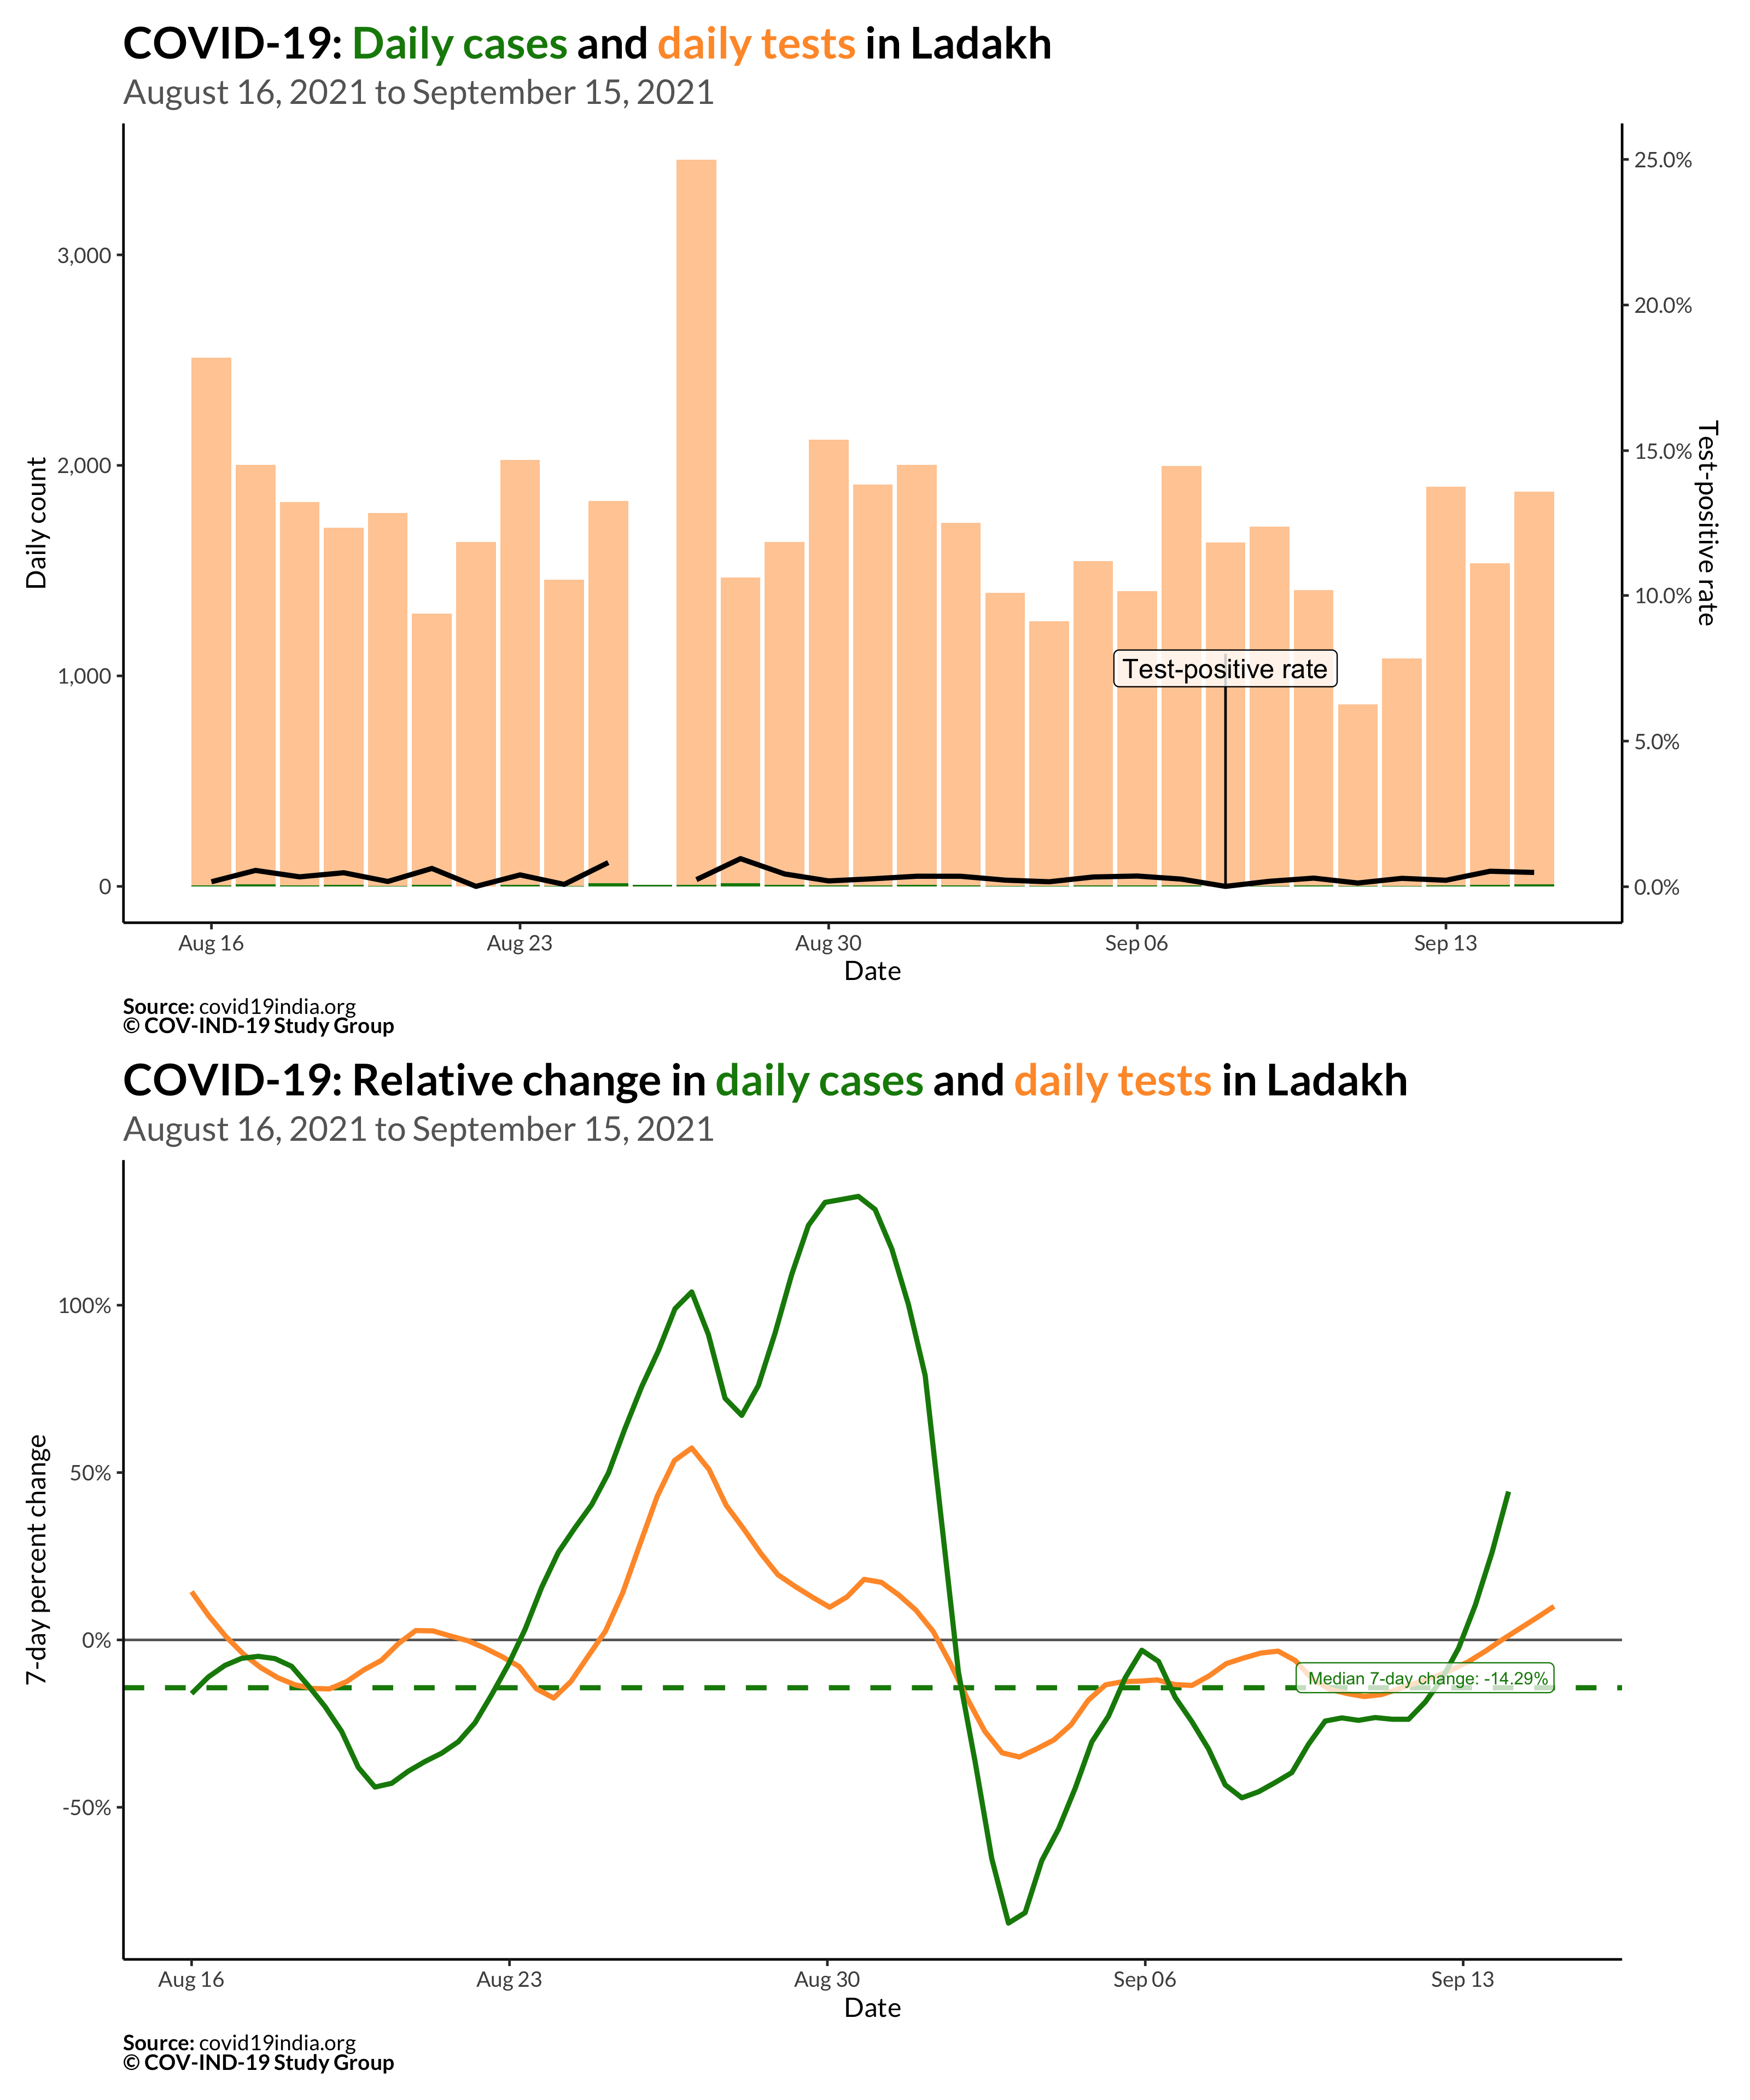 COVID-19: Daily cases and daily tests in Ladakh
August 16, 2021 to September 15, 2021
Daily count
3,000
2,000
1,000
0
25.0%
20.0%
15.0%
10.0%
5.0%
0.0%
Test-positive rate
Test-positive rate
Aug 16
Aug 23
Aug 30
Sep 06
Sep 13
Date
Source: covid19india.org
© COV-IND-19 Study Group
COVID-19: Relative change in daily cases and daily tests in Ladakh
August 16, 2021 to September 15, 2021
7-day percent change
100%
50%
0%
-50%
Median 7-day change: -14.29%
Aug 16
Aug 23
Aug 30
Sep 06
Sep 13
Date
Source: covid19india.org
© COV-IND-19 Study Group